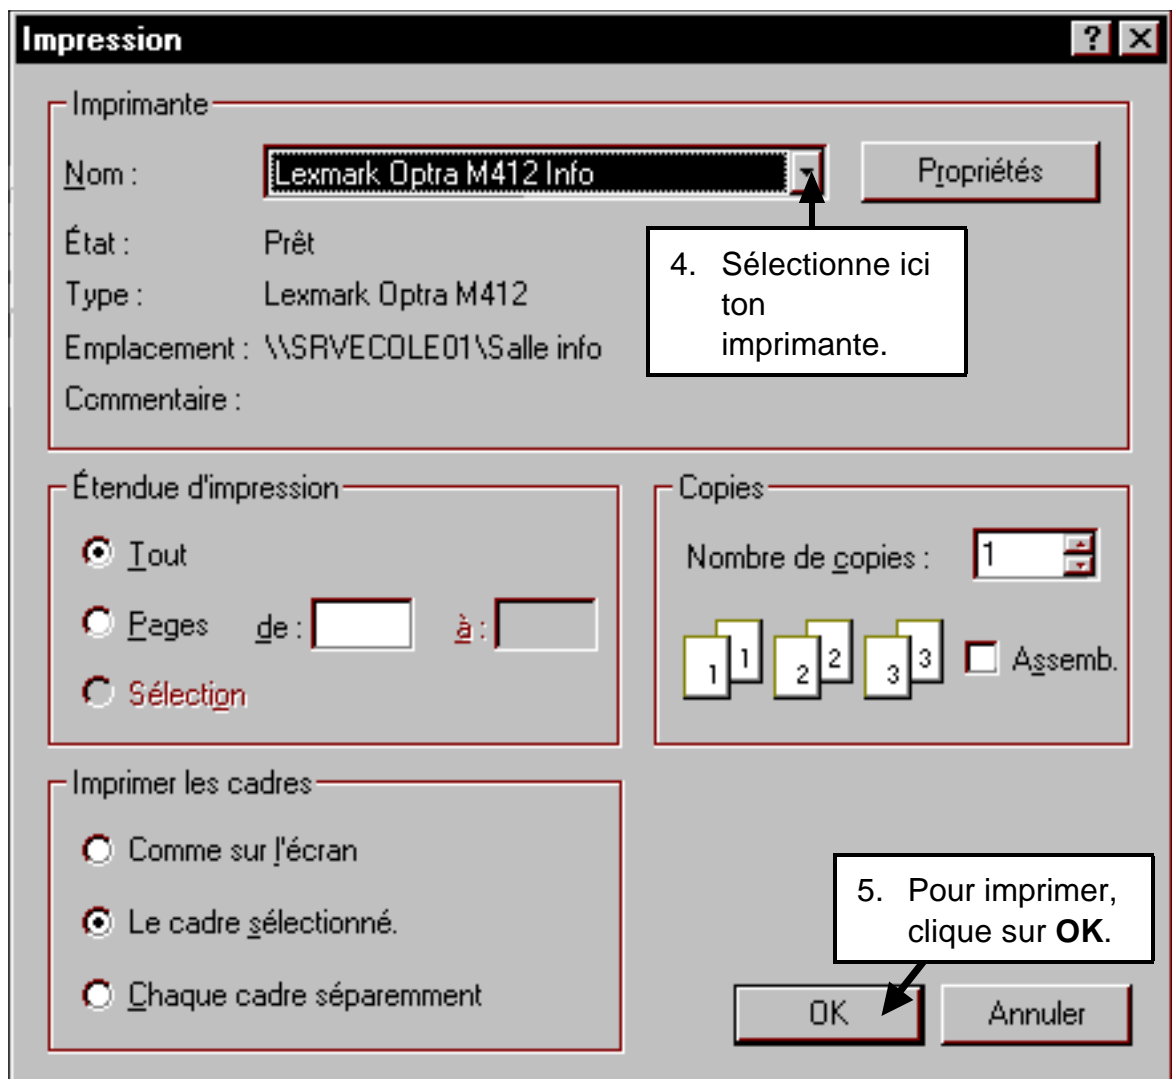 Impression
Imprimante
Nom :
Lexmark Optra M412 Info
Propriétés
État :
Prêt
Type :
Lexmark Optra M412
Emplacement :
\\SRVECOLE01\Salle info
Commentaire :
4. Sélectionne ici
ton
imprimante.
Étendue d'impression
Tout
Pages de : à :
Sélection
Copies
Nombre de copies : 1
1 1 2 2 3 3 Assemb.
Imprimer les cadres
Comme sur l'écran
Le cadre sélectionné.
Chaque cadre séparemment
5. Pour imprimer,
clique sur OK.
OK
Annuler